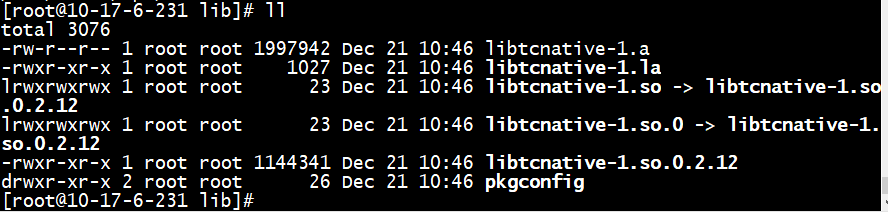 [root@10-17-6-231 lib]# ll
total 3076
-rw-r--r-- 1 root root 1997942 Dec 21 10:46 libtcnative-1.a
-rwxr-xr-x 1 root root    1027 Dec 21 10:46 libtcnative-1.la
lrwxrwxrwx 1 root root      23 Dec 21 10:46 libtcnative-1.so -> libtcnative-1.so
.0.2.12
lrwxrwxrwx 1 root root      23 Dec 21 10:46 libtcnative-1.so.0 -> libtcnative-1.
so.0.2.12
-rwxr-xr-x 1 root root 1144341 Dec 21 10:46 libtcnative-1.so.0.2.12
drwxr-xr-x 2 root root      26 Dec 21 10:46 pkgconfig
[root@10-17-6-231 lib]#